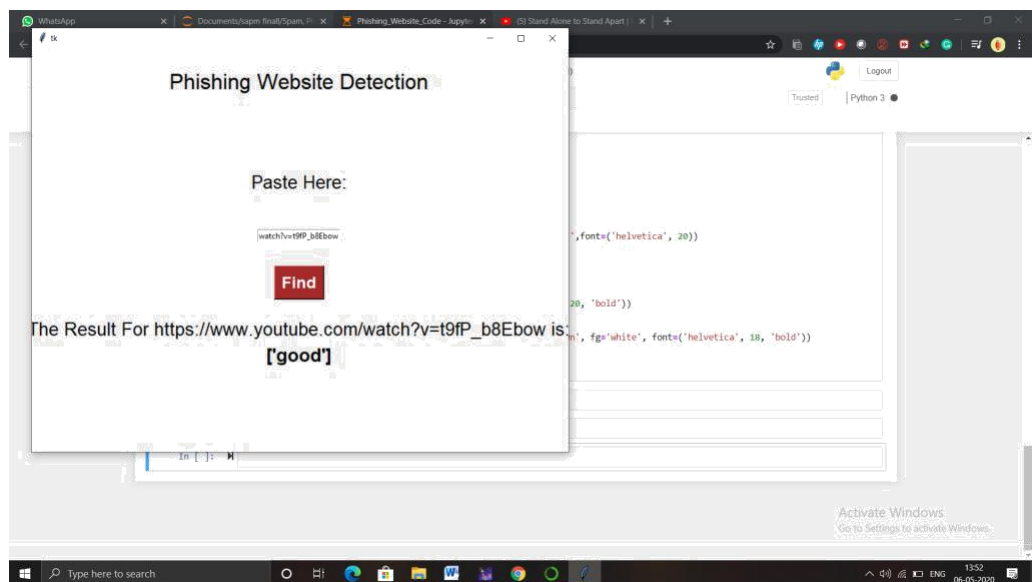 WhatsApp
Documents/sapm finall/Spam, P
Phishing_Website_Code - Jupyter
(5) Stand Alone to Stand Apart |
tk
Phishing Website Detection
Logout
Trusted
Python 3
Paste Here:
watch?v=t9fP_b8Ebow
',font=('helvetica', 20))
Find
20, 'bold'))
The Result For https://www.youtube.com/watch?v=t9fP_b8Ebow is:
n', fg='white', font=('helvetica', 18, 'bold'))
['good']
In [ ]:
Activate Windows
Go to Settings to activate Windows.
Type here to search
ENG
13:52
06-05-2020